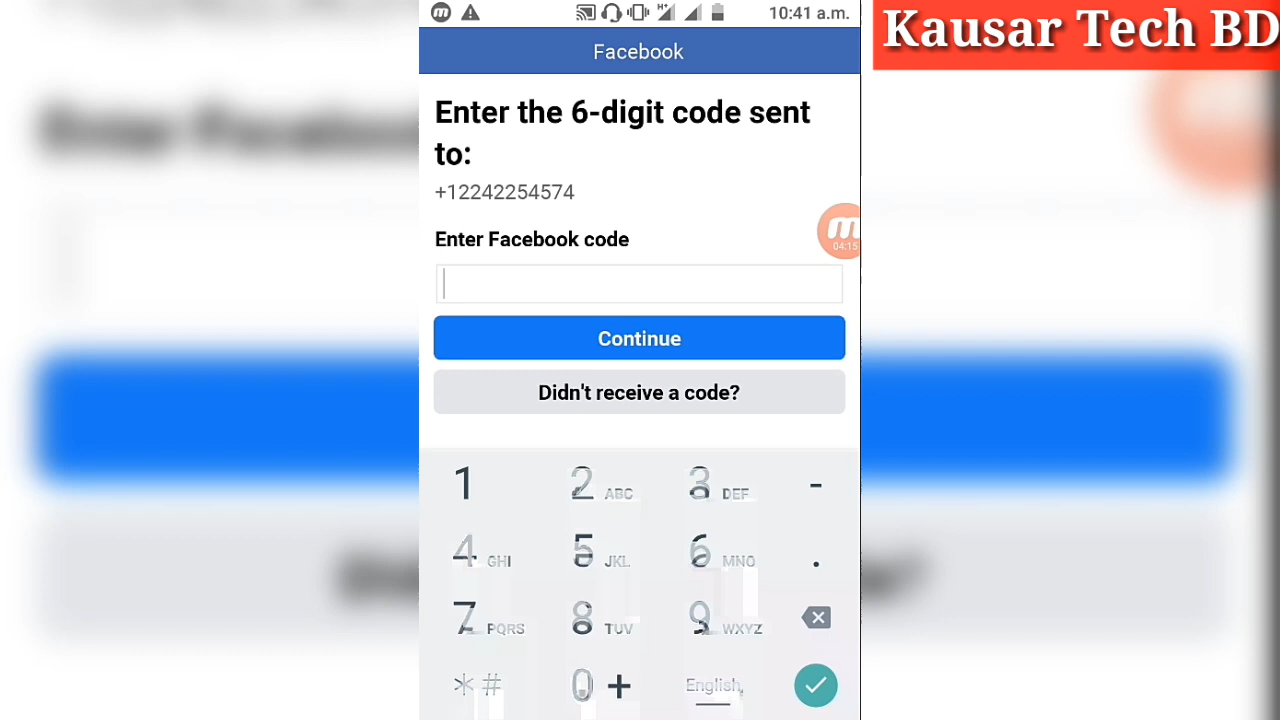 10:41 a.m.
Kausar Tech BD
Facebook
Enter the 6-digit code sent
to:
+12242254574
Enter Facebook code
04:15
Continue
Didn't receive a code?
1 2 ABC 3 DEF -
4 GHI 5 JKL 6 MNO .
7 PQRS 8 TUV 9 WXYZ
* # 0 + English